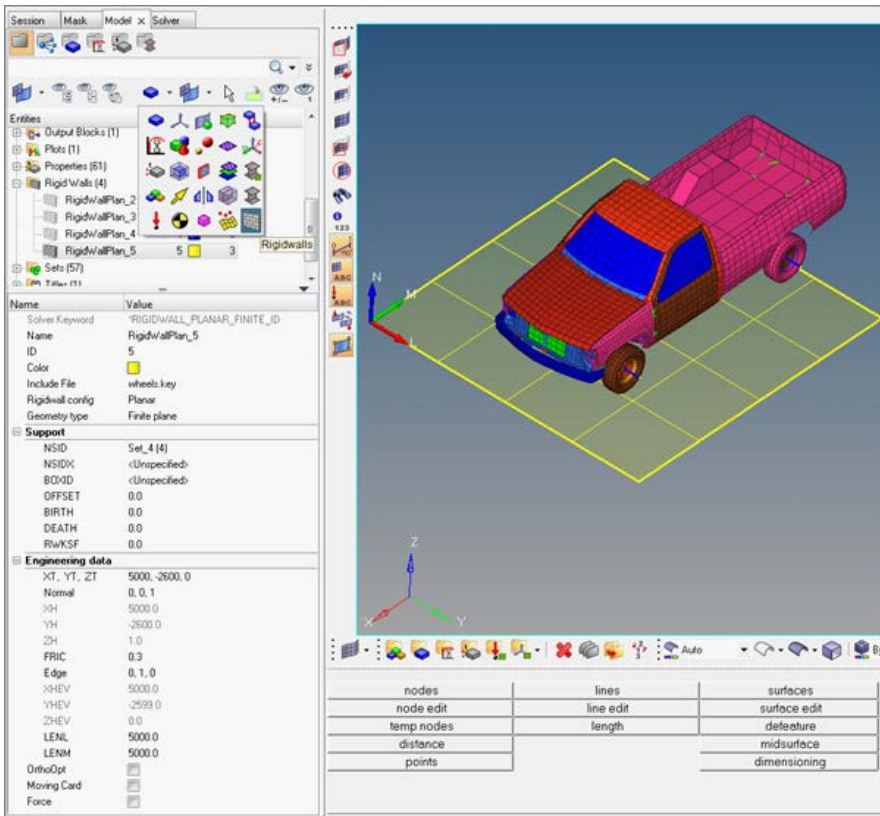 Session Mask Model x Solver
Entities
Output Blocks (1)
Plots (1)
Properties (61)
Rigid Walls (4)
RigidWallPlan_2
RigidWallPlan_3
RigidWallPlan_4
RigidWallPlan_5 5 3
Rigidwalls
Sets (57)
Titles (1)
Name Value
Solver Keyword *RIGIDWALL_PLANAR_FINITE_ID
Name RigidWallPlan_5
ID 5
Color
Include File wheels.key
Rigidwall config Planar
Geometry type Finite plane
Support
NSID Set_4 (4)
NSIDX <Unspecified>
BOXID <Unspecified>
OFFSET 0.0
BIRTH 0.0
DEATH 0.0
RWKSF 0.0
Engineering data
XT, YT, ZT 5000, -2600, 0
Normal 0, 0, 1
XH 5000.0
YH -2600.0
ZH 1.0
FRIC 0.3
Edge 0, 1, 0
XHEV 5000.0
YHEV -2599.0
ZHEV 0.0
LENL 5000.0
LENM 5000.0
OrthoOpt
Moving Card
Force
123
ABC
ABC
N
M
L
Z
X
Y
Auto
By
nodes lines surfaces
node edit line edit surface edit
temp nodes length defeature
distance midsurface
points dimensioning